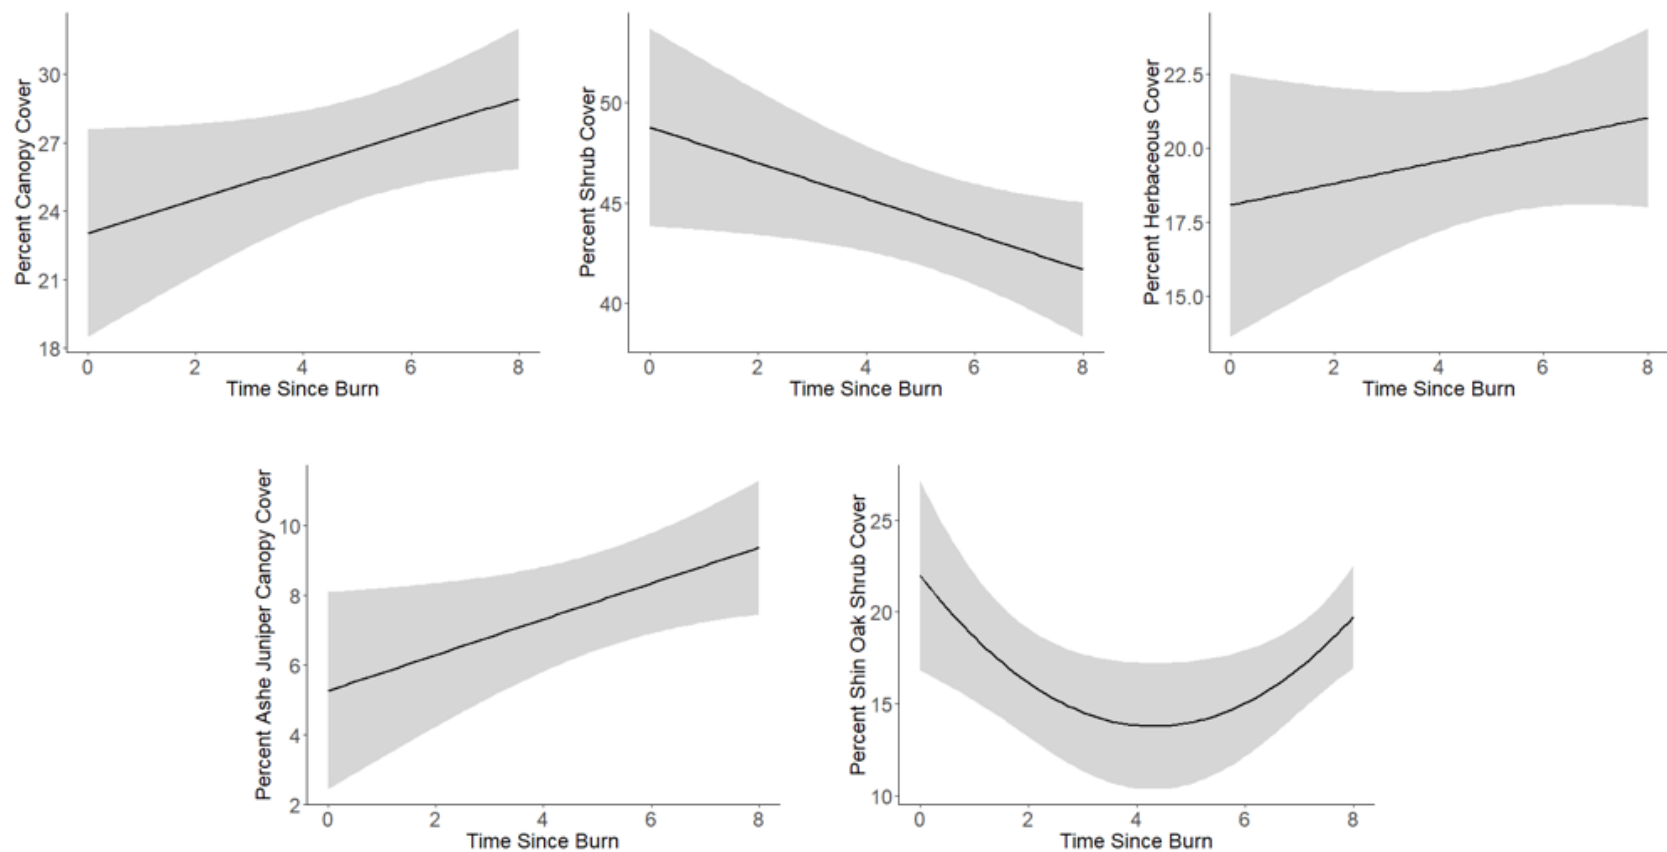 Percent Canopy Cover
30
27
24
21
18
0 2 4 6 8
Time Since Burn
Percent Shrub Cover
50
45
40
0 2 4 6 8
Time Since Burn
Percent Herbaceous Cover
22.5
20.0
17.5
15.0
0 2 4 6 8
Time Since Burn
Percent Ashe Juniper Canopy Cover
10
8
6
4
2
0 2 4 6 8
Time Since Burn
Percent Shin Oak Shrub Cover
25
20
15
10
0 2 4 6 8
Time Since Burn